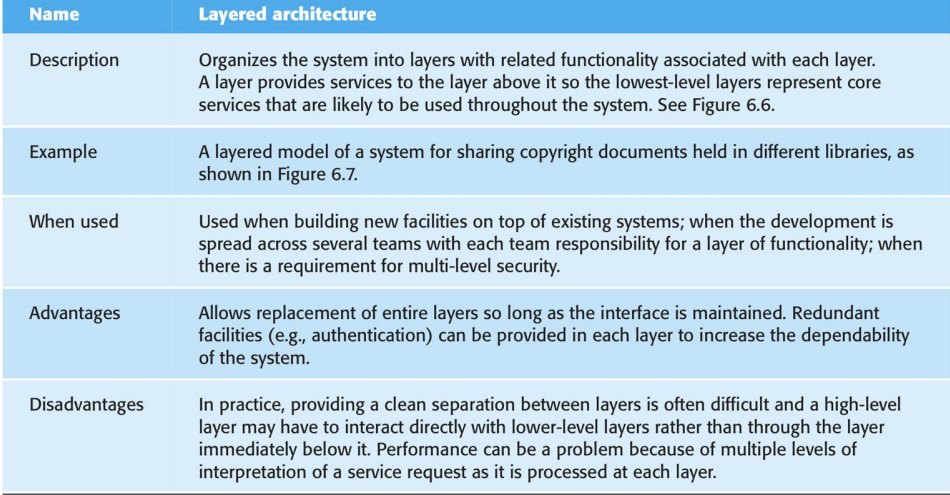 Name Layered architecture
Description Organizes the system into layers with related functionality associated with each layer.
A layer provides services to the layer above it so the lowest-level layers represent core
services that are likely to be used throughout the system. See Figure 6.6.
Example A layered model of a system for sharing copyright documents held in different libraries, as
shown in Figure 6.7.
When used Used when building new facilities on top of existing systems; when the development is
spread across several teams with each team responsibility for a layer of functionality; when
there is a requirement for multi-level security.
Advantages Allows replacement of entire layers so long as the interface is maintained. Redundant
facilities (e.g., authentication) can be provided in each layer to increase the dependability
of the system.
Disadvantages In practice, providing a clean separation between layers is often difficult and a high-level
layer may have to interact directly with lower-level layers rather than through the layer
immediately below it. Performance can be a problem because of multiple levels of
interpretation of a service request as it is processed at each layer.